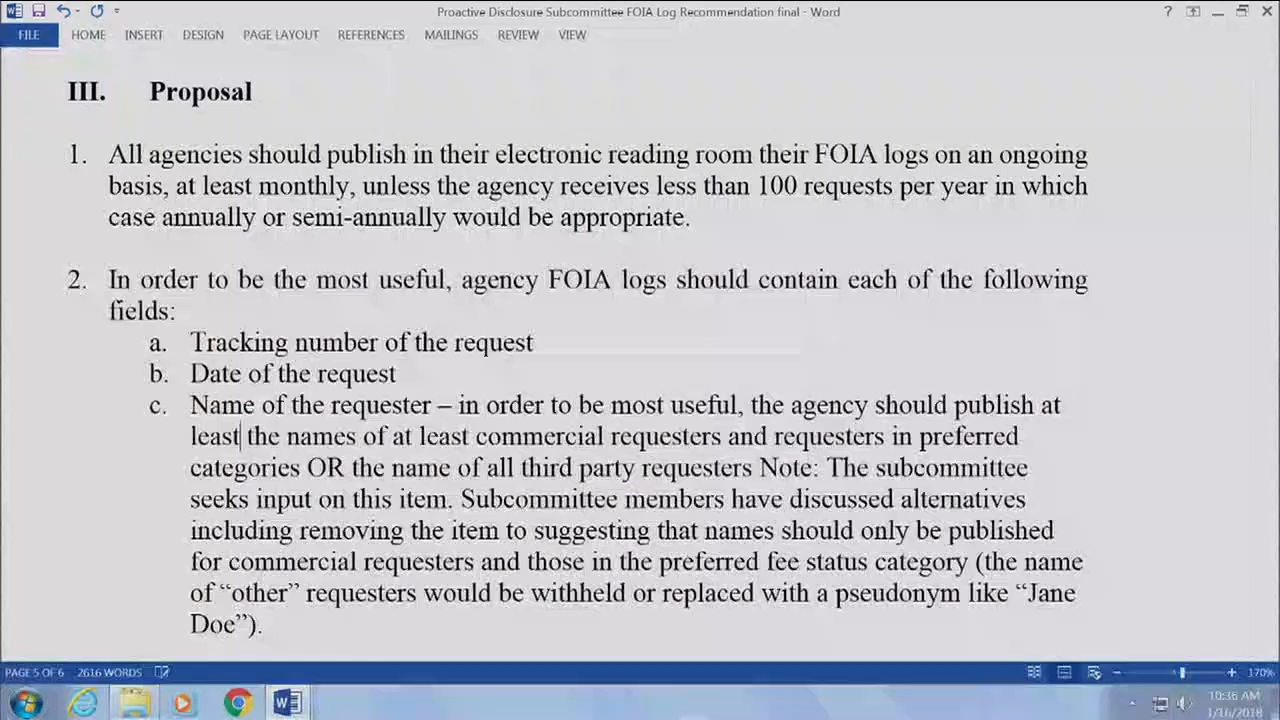 Proactive Disclosure Subcommittee FOIA Log Recommendation final - Word
FILE HOME INSERT DESIGN PAGE LAYOUT REFERENCES MAILINGS REVIEW VIEW
III. Proposal
1. All agencies should publish in their electronic reading room their FOIA logs on an ongoing
basis, at least monthly, unless the agency receives less than 100 requests per year in which
case annually or semi-annually would be appropriate.
2. In order to be the most useful, agency FOIA logs should contain each of the following
fields:
a. Tracking number of the request
b. Date of the request
c. Name of the requester – in order to be most useful, the agency should publish at
least the names of at least commercial requesters and requesters in preferred
categories OR the name of all third party requesters Note: The subcommittee
seeks input on this item. Subcommittee members have discussed alternatives
including removing the item to suggesting that names should only be published
for commercial requesters and those in the preferred fee status category (the name
of “other” requesters would be withheld or replaced with a pseudonym like “Jane
Doe”).
PAGE 5 OF 6 2616 WORDS 170%
10:36 AM
1/16/2018